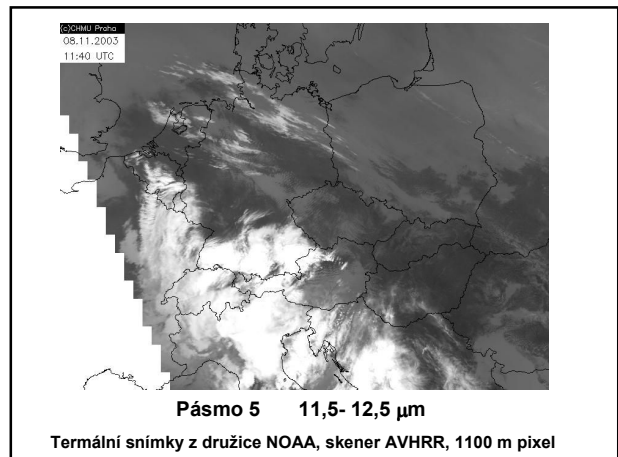 (c)CHMU Praha
08.11.2003
11:40 UTC
Pásmo 5 11,5- 12,5 µm
Termální snímky z družice NOAA, skener AVHRR, 1100 m pixel